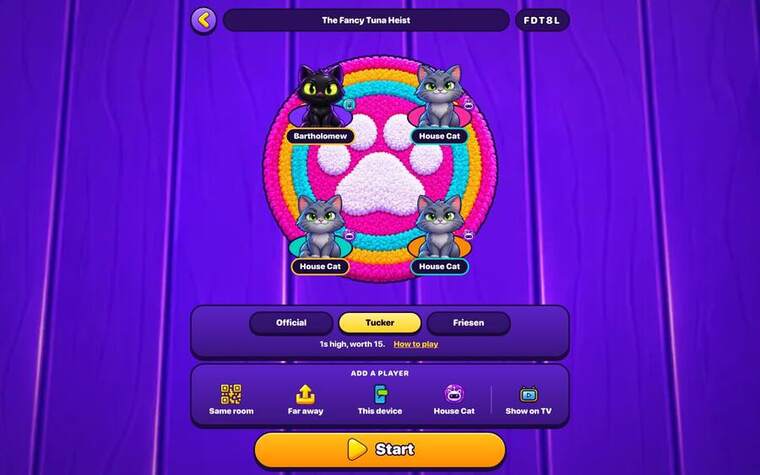 The Fancy Tuna Heist
FDT8L
Bartholomew
House Cat
House Cat
House Cat
Official
Tucker
Friesen
1s high, worth 15. How to play
ADD A PLAYER
Same room
Far away
This device
House Cat
Show on TV
Start